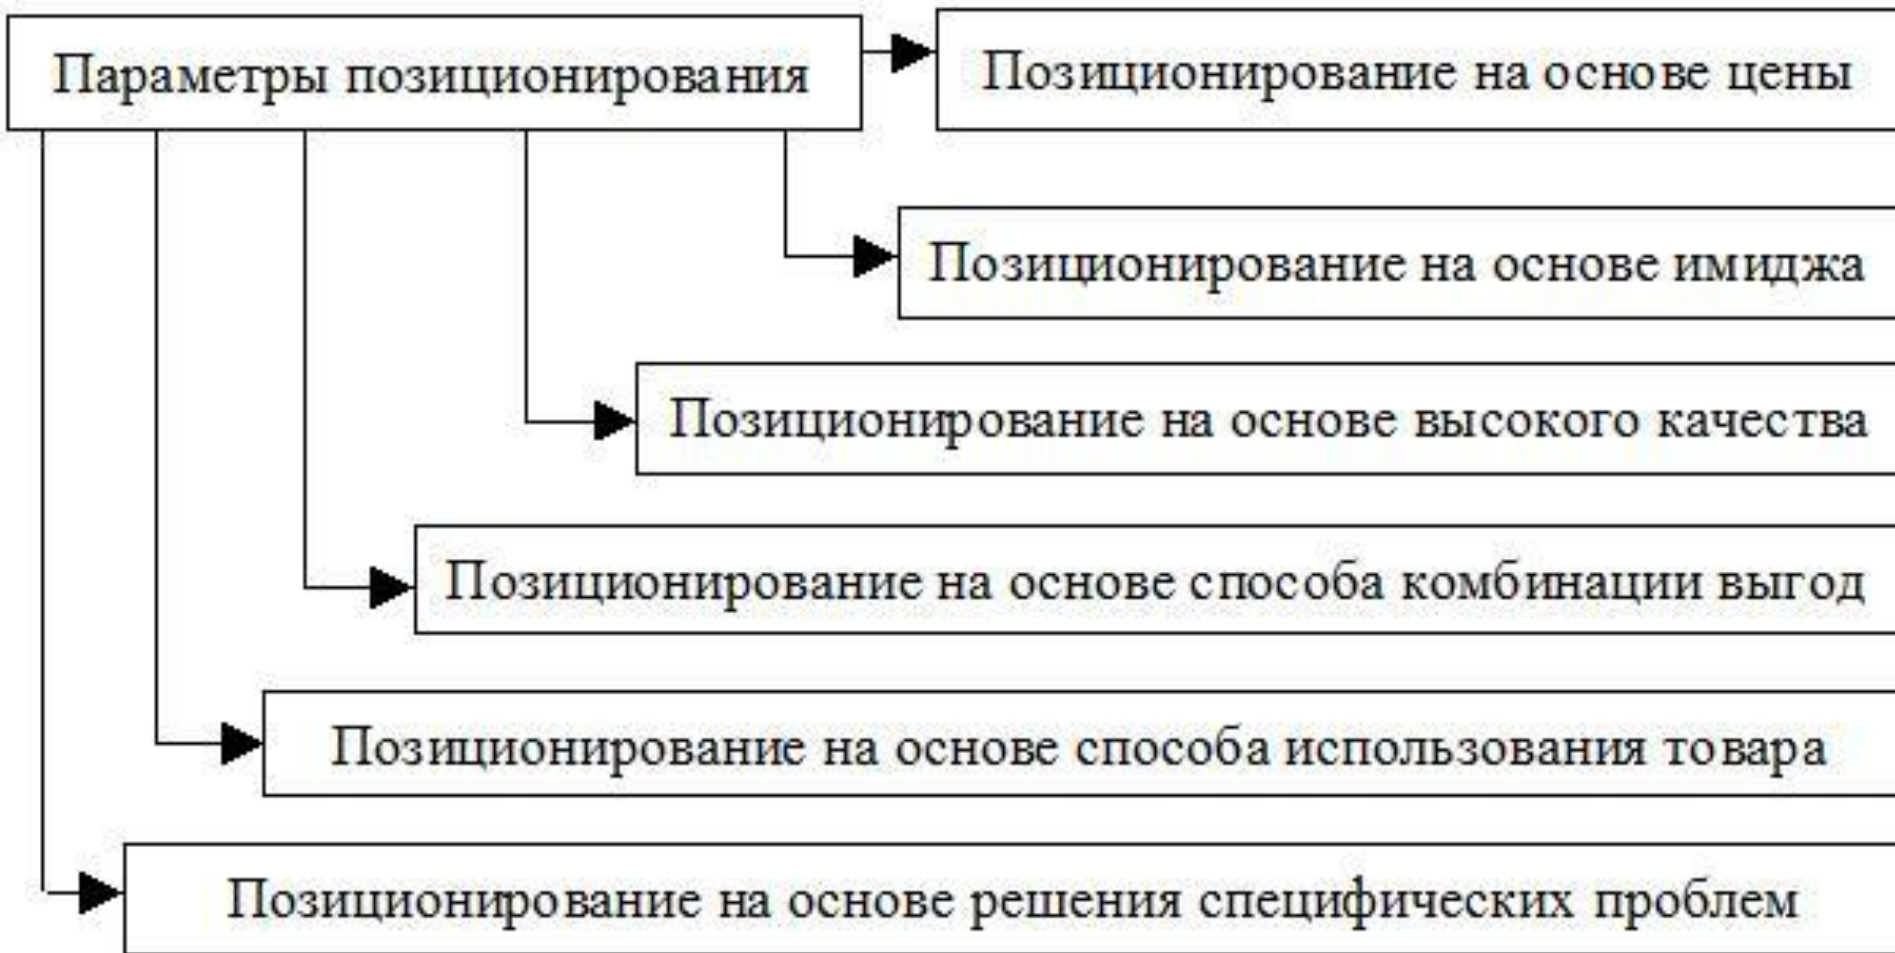 Параметры позиционирования
Позиционирование на основе цены
Позиционирование на основе имиджа
Позиционирование на основе высокого качества
Позиционирование на основе способа комбинации выгод
Позиционирование на основе способа использования товара
Позиционирование на основе решения специфических проблем